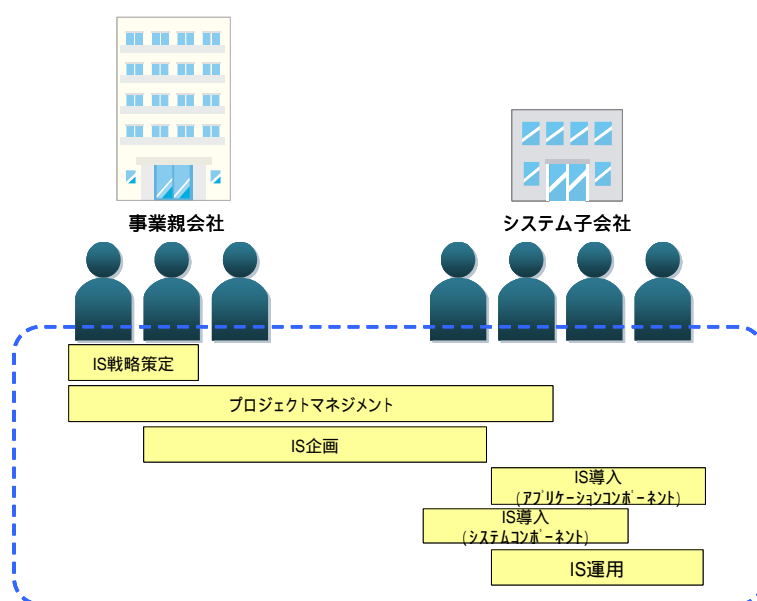 事業親会社
システム子会社
IS戦略策定
プロジェクトマネジメント
IS企画
IS導入
(アプリケーションコンポーネント)
IS導入
(システムコンポーネント)
IS運用